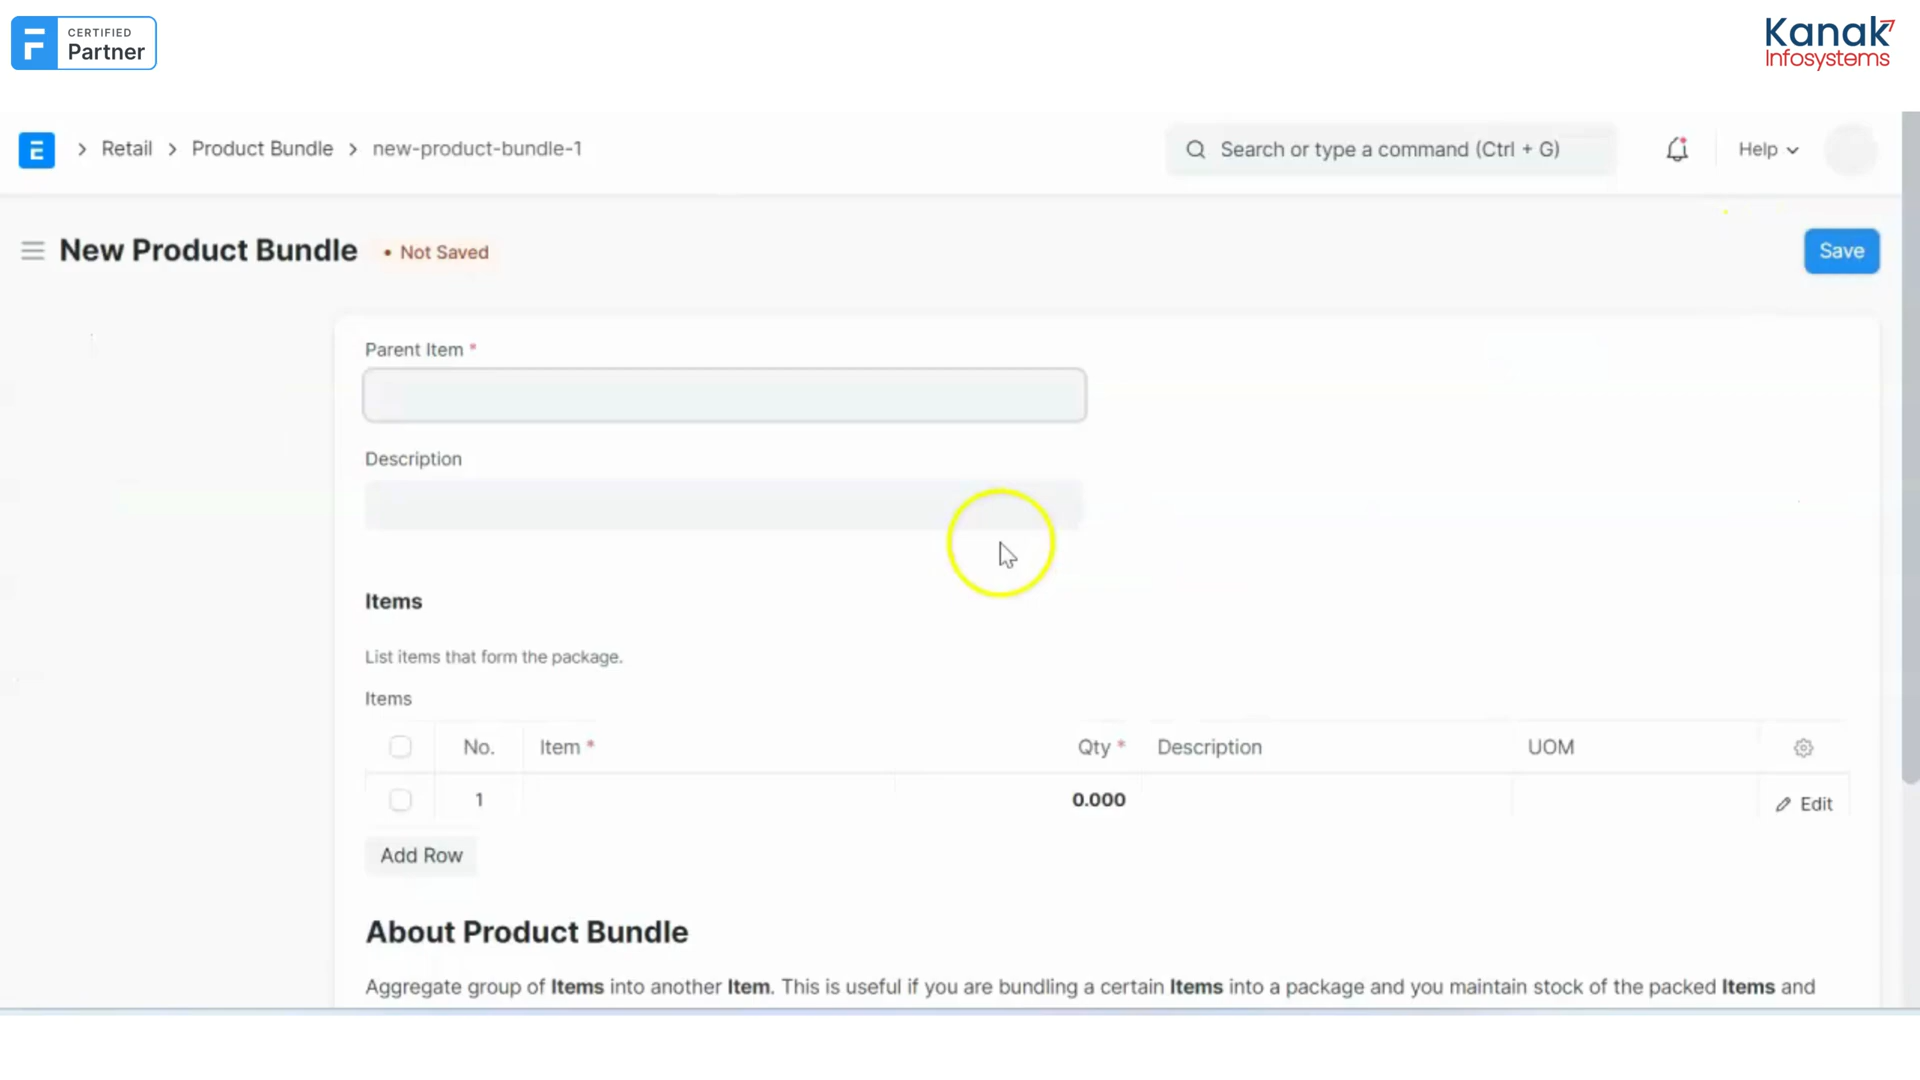 CERTIFIED
Partner
Kanak
Infosystems
E > Retail > Product Bundle > new-product-bundle-1
Search or type a command (Ctrl + G)
Help
New Product Bundle
• Not Saved
Save
Parent Item *
Description
Items
List items that form the package.
Items
No. Item * Qty * Description UOM
1 0.000 Edit
Add Row
About Product Bundle
Aggregate group of Items into another Item. This is useful if you are bundling a certain Items into a package and you maintain stock of the packed Items and